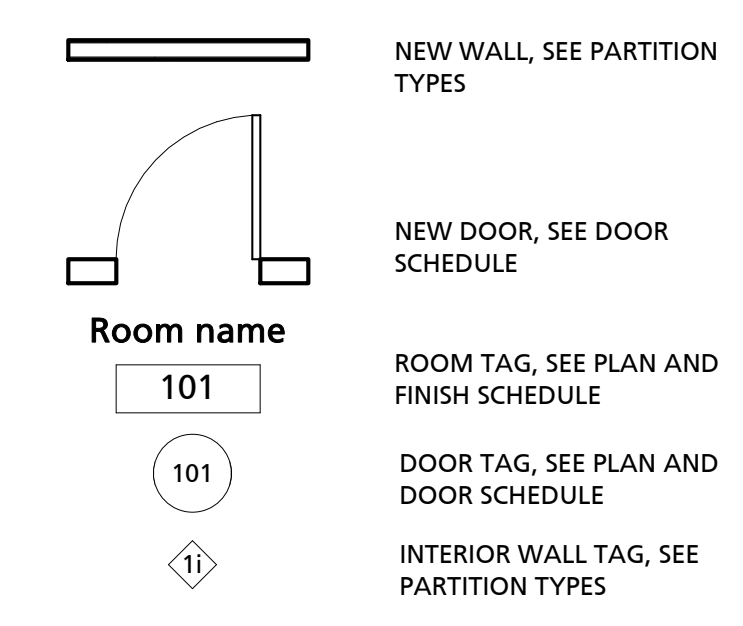 NEW WALL, SEE PARTITION
TYPES
NEW DOOR, SEE DOOR
SCHEDULE
Room name
101
ROOM TAG, SEE PLAN AND
FINISH SCHEDULE
101
DOOR TAG, SEE PLAN AND
DOOR SCHEDULE
1i
INTERIOR WALL TAG, SEE
PARTITION TYPES